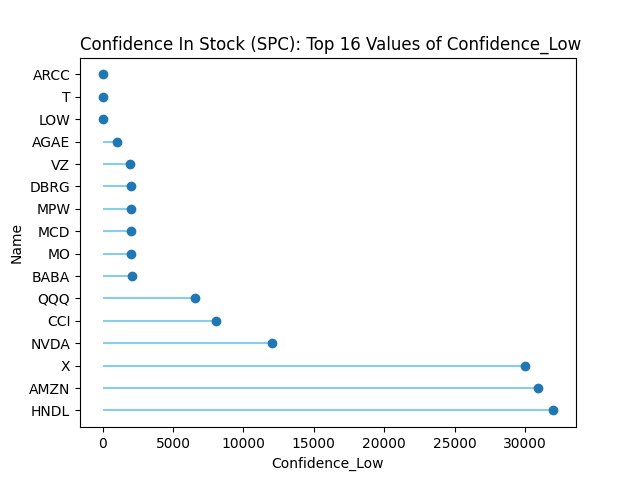 Confidence In Stock (SPC): Top 16 Values of Confidence_Low
ARCC
T
LOW
AGAE
VZ
DBRG
MPW
MCD
MO
BABA
QQQ
CCI
NVDA
X
AMZN
HNDL
Name
0 5000 10000 15000 20000 25000 30000
Confidence_Low